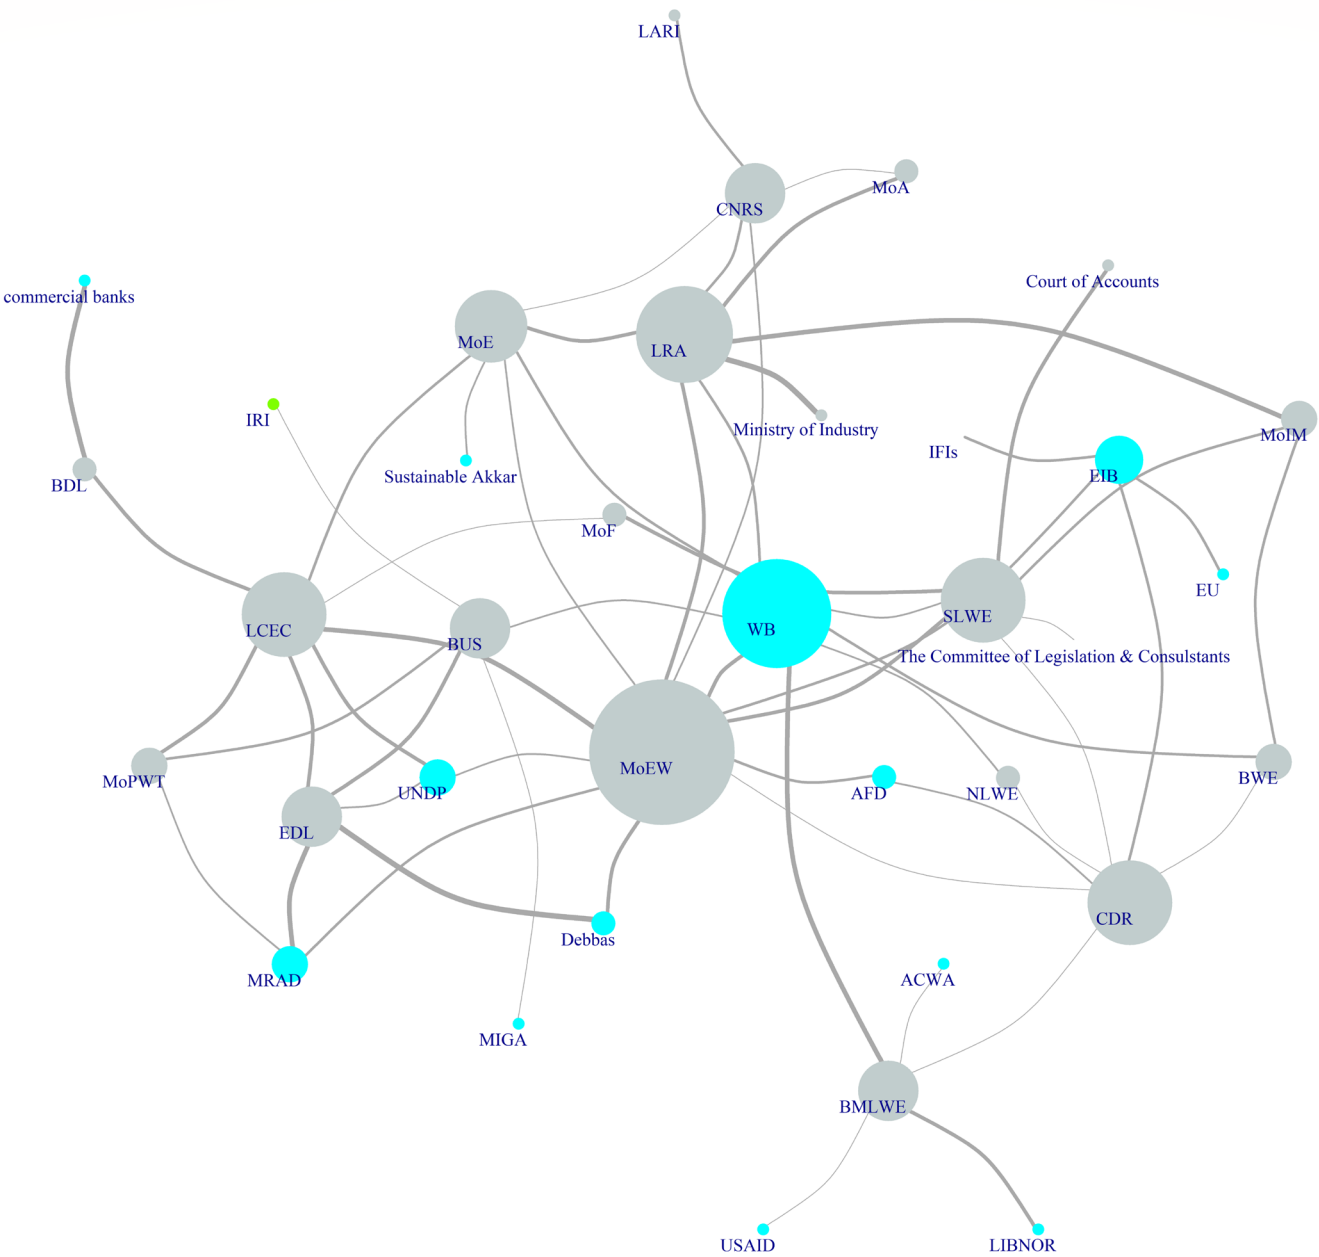 LARI
MoA
CNRS
Court of Accounts
commercial banks
MoE
LRA
IRI
Ministry of Industry
MoIM
IFIs
EIB
Sustainable Akkar
BDL
MoF
EU
LCEC
WB
SLWE
BUS
The Committee of Legislation & Consulstants
MoEW
MoPWT
UNDP
AFD
NLWE
BWE
EDL
CDR
Debbas
MRAD
ACWA
MIGA
BMLWE
USAID
LIBNOR